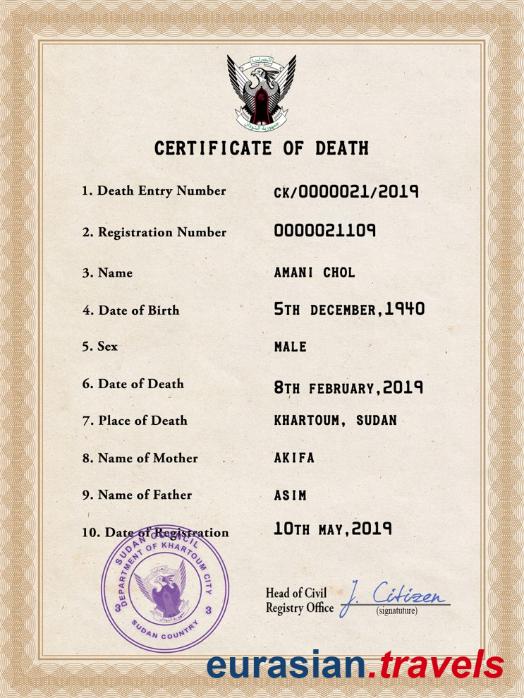 CERTIFICATE OF DEATH
1. Death Entry Number CK/0000021/2019
2. Registration Number 0000021109
3. Name AMANI CHOL
4. Date of Birth 5TH DECEMBER,1940
5. Sex MALE
6. Date of Death 8TH FEBRUARY,2019
7. Place of Death KHARTOUM, SUDAN
8. Name of Mother AKIFA
9. Name of Father ASIM
10. Date of Registration 10TH MAY,2019
SUDAN COUNCIL
DEPARTMENT OF KHARTOUM CITY
3 3
SUDAN COUNTRY
Head of Civil
Registry Office J. Citizen
(signatuture)
eurasian.travels